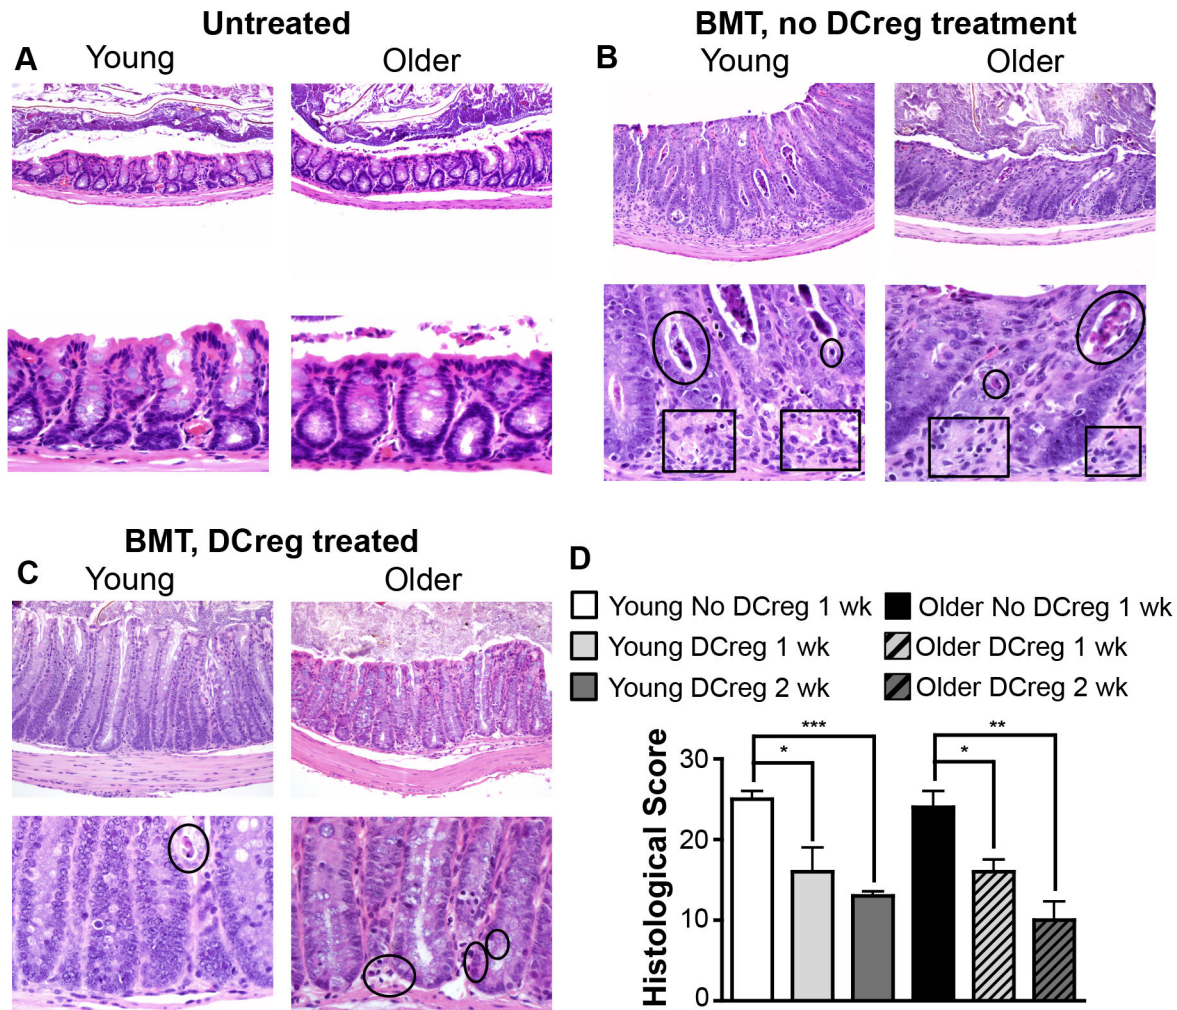 Untreated
A Young Older
BMT, no DCreg treatment
B Young Older
BMT, DCreg treated
C Young Older
D
Young No DCreg 1 wk
Older No DCreg 1 wk
Young DCreg 1 wk
Older DCreg 1 wk
Young DCreg 2 wk
Older DCreg 2 wk
Histological Score
30
20
10
0
***
*
**
*